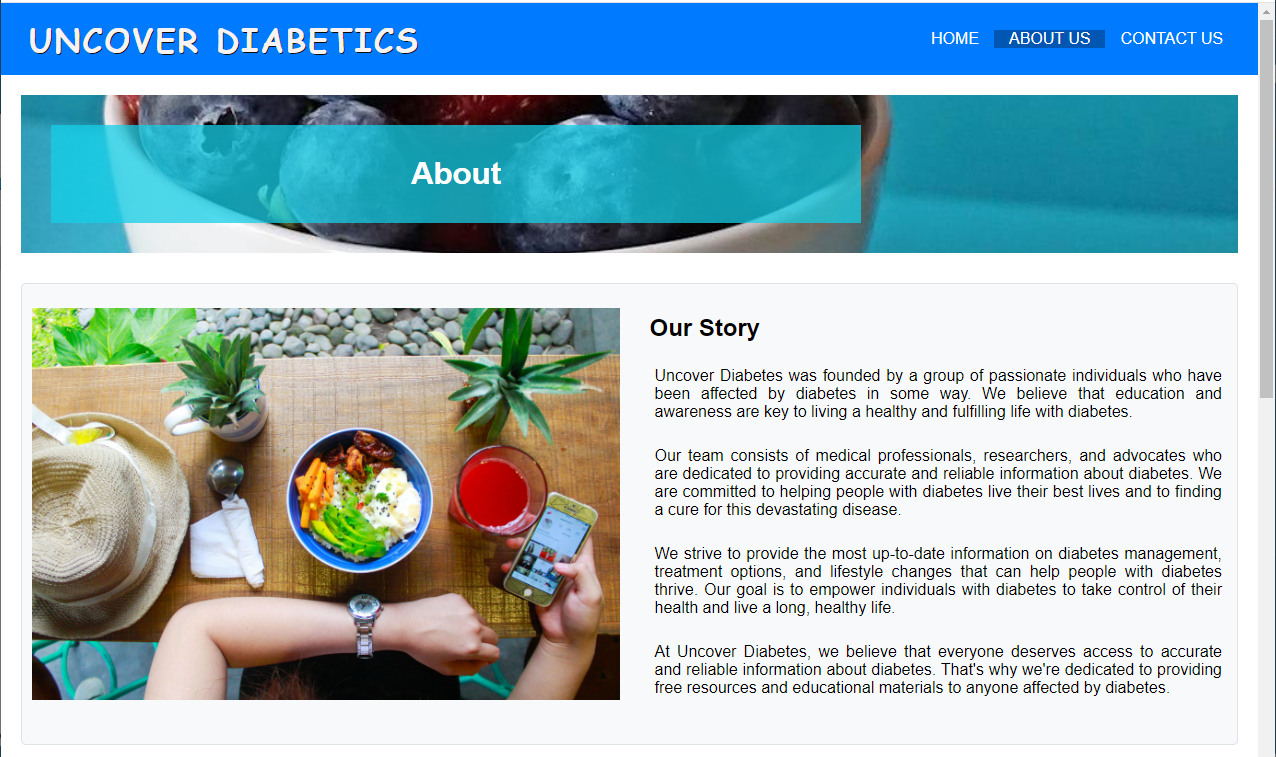 UNCOVER DIABETICS
HOME
ABOUT US
CONTACT US
About
Our Story
Uncover Diabetes was founded by a group of passionate individuals who have
been affected by diabetes in some way. We believe that education and
awareness are key to living a healthy and fulfilling life with diabetes.
Our team consists of medical professionals, researchers, and advocates who
are dedicated to providing accurate and reliable information about diabetes. We
are committed to helping people with diabetes live their best lives and to finding
a cure for this devastating disease.
We strive to provide the most up-to-date information on diabetes management,
treatment options, and lifestyle changes that can help people with diabetes
thrive. Our goal is to empower individuals with diabetes to take control of their
health and live a long, healthy life.
At Uncover Diabetes, we believe that everyone deserves access to accurate
and reliable information about diabetes. That's why we're dedicated to providing
free resources and educational materials to anyone affected by diabetes.